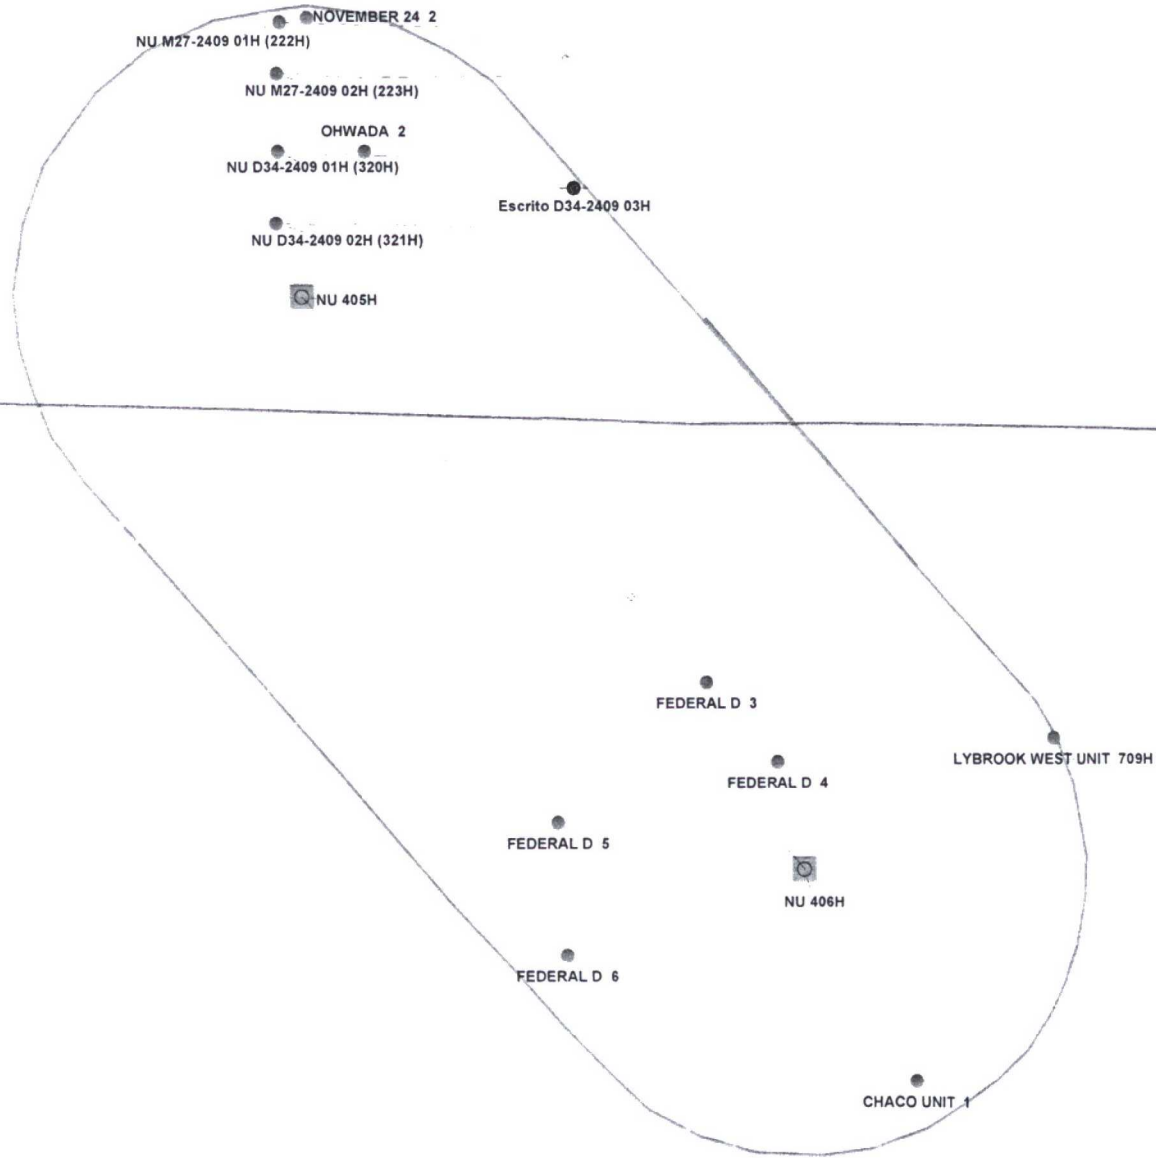 NOVEMBER 24 2
NU M27-2409 01H (222H)
NU M27-2409 02H (223H)
OHWADA 2
NU D34-2409 01H (320H)
Escrito D34-2409 03H
NU D34-2409 02H (321H)
NU 405H
FEDERAL D 3
LYBROOK WEST UNIT 709H
FEDERAL D 4
FEDERAL D 5
NU 406H
FEDERAL D 6
CHACO UNIT 1